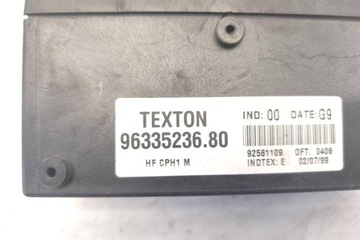 TEXTON
IND: 00 DATE: G9
96335236.80
92561109 OFT: 0406
HF CPH1 M
INDTEX: E 02/07/99